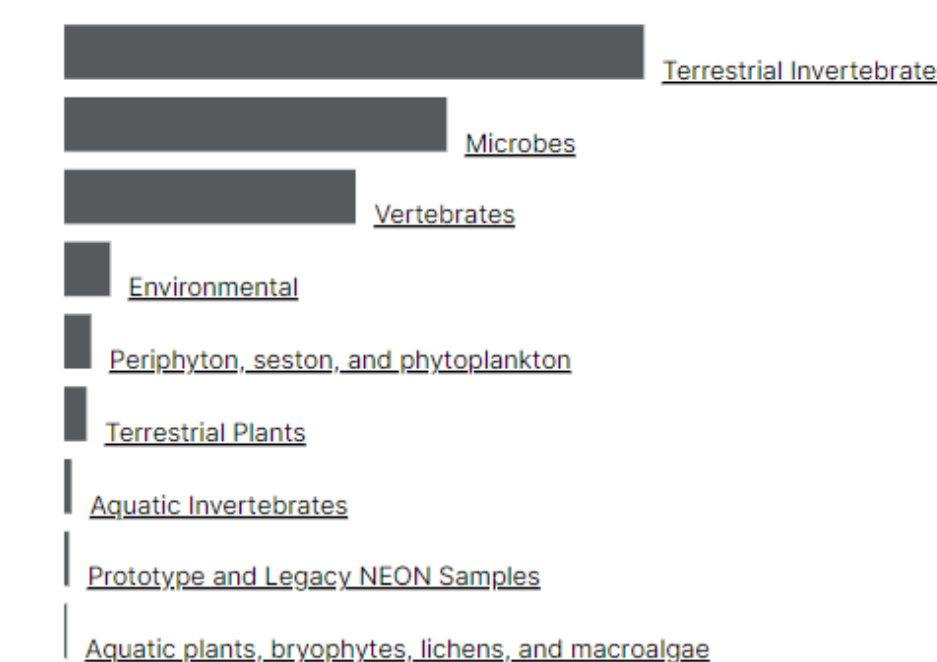 Terrestrial Invertebrate
Microbes
Vertebrates
Environmental
Periphyton, seston, and phytoplankton
Terrestrial Plants
Aquatic Invertebrates
Prototype and Legacy NEON Samples
Aquatic plants, bryophytes, lichens, and macroalgae